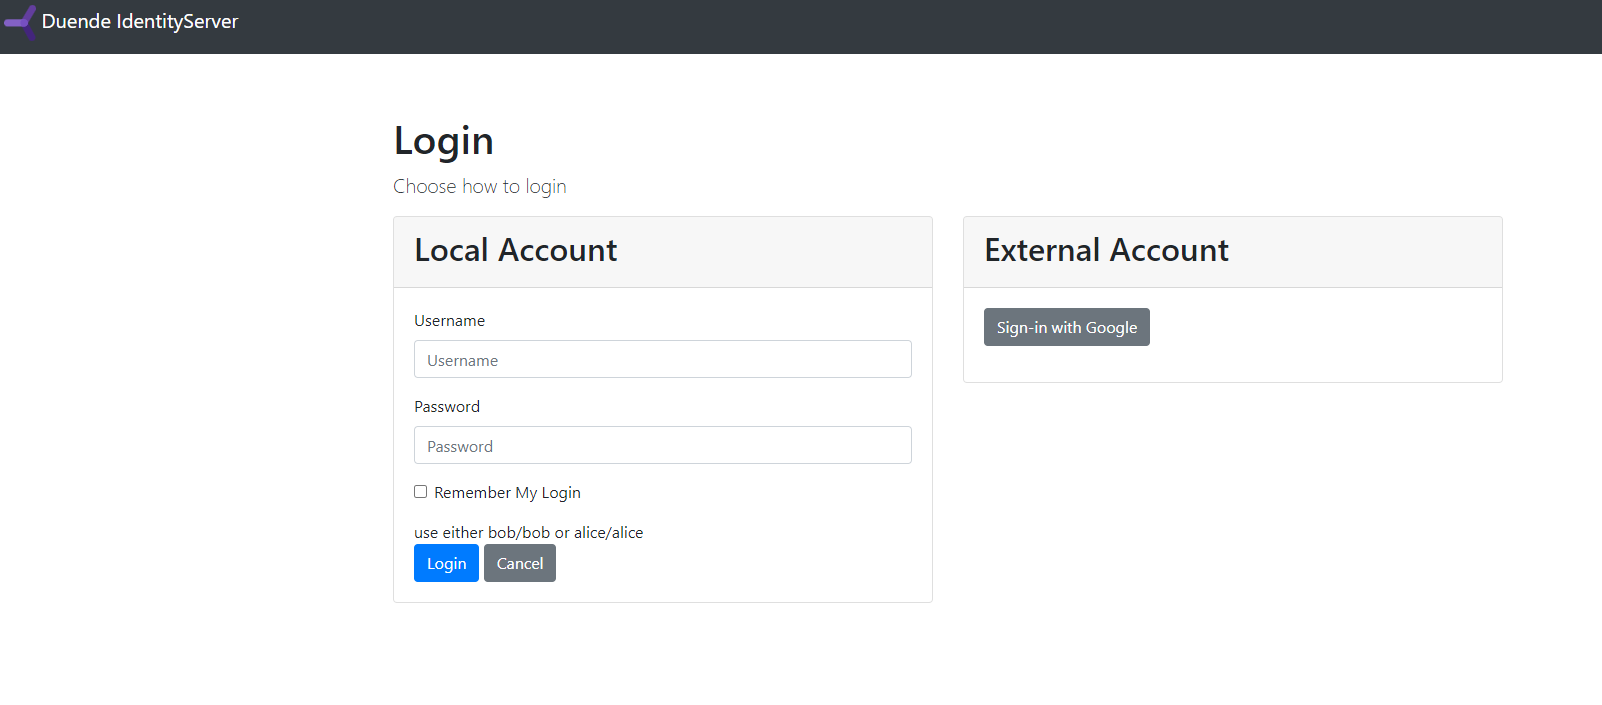 Duende IdentityServer
Login
Choose how to login
Local Account
Username
Username
Password
Password
Remember My Login
use either bob/bob or alice/alice
Login Cancel
External Account
Sign-in with Google